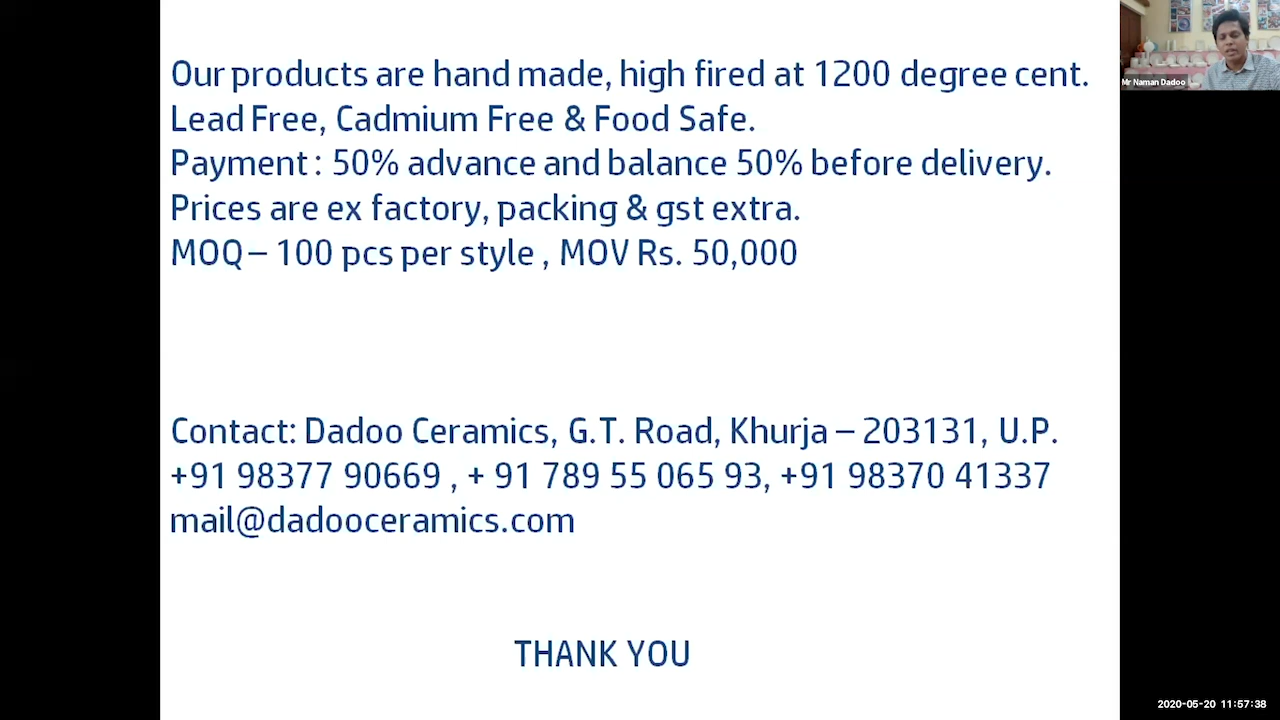 Our products are hand made, high fired at 1200 degree cent.
Lead Free, Cadmium Free & Food Safe.
Payment : 50% advance and balance 50% before delivery.
Prices are ex factory, packing & gst extra.
MOQ – 100 pcs per style , MOV Rs. 50,000
Contact: Dadoo Ceramics, G.T. Road, Khurja – 203131, U.P.
+91 98377 90669 , + 91 789 55 065 93, +91 98370 41337
mail@dadooceramics.com
THANK YOU
Mr Naman Dadoo
2020-05-20 11:57:38